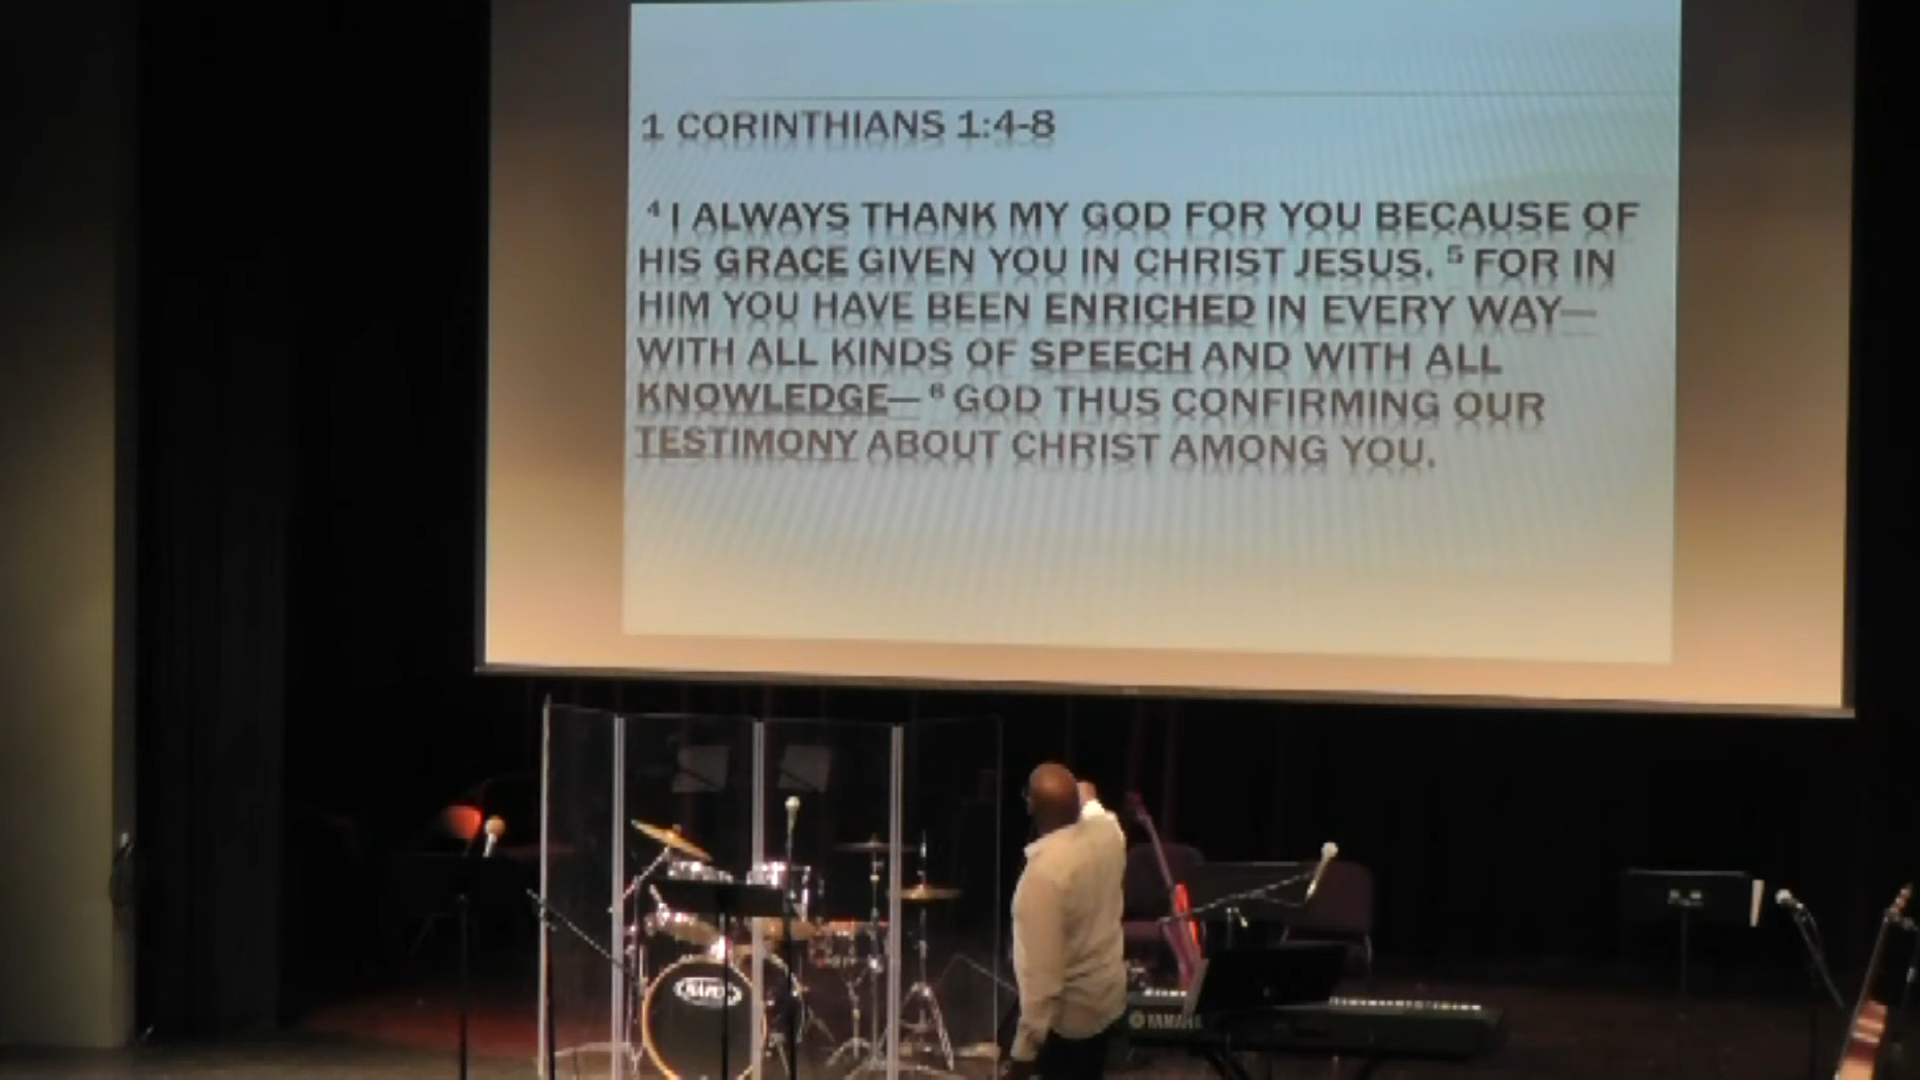 1 CORINTHIANS 1:4-8
4 I ALWAYS THANK MY GOD FOR YOU BECAUSE OF
HIS GRACE GIVEN YOU IN CHRIST JESUS. 5 FOR IN
HIM YOU HAVE BEEN ENRICHED IN EVERY WAY—
WITH ALL KINDS OF SPEECH AND WITH ALL
KNOWLEDGE— 6 GOD THUS CONFIRMING OUR
TESTIMONY ABOUT CHRIST AMONG YOU.
MAPEX
YAMAHA